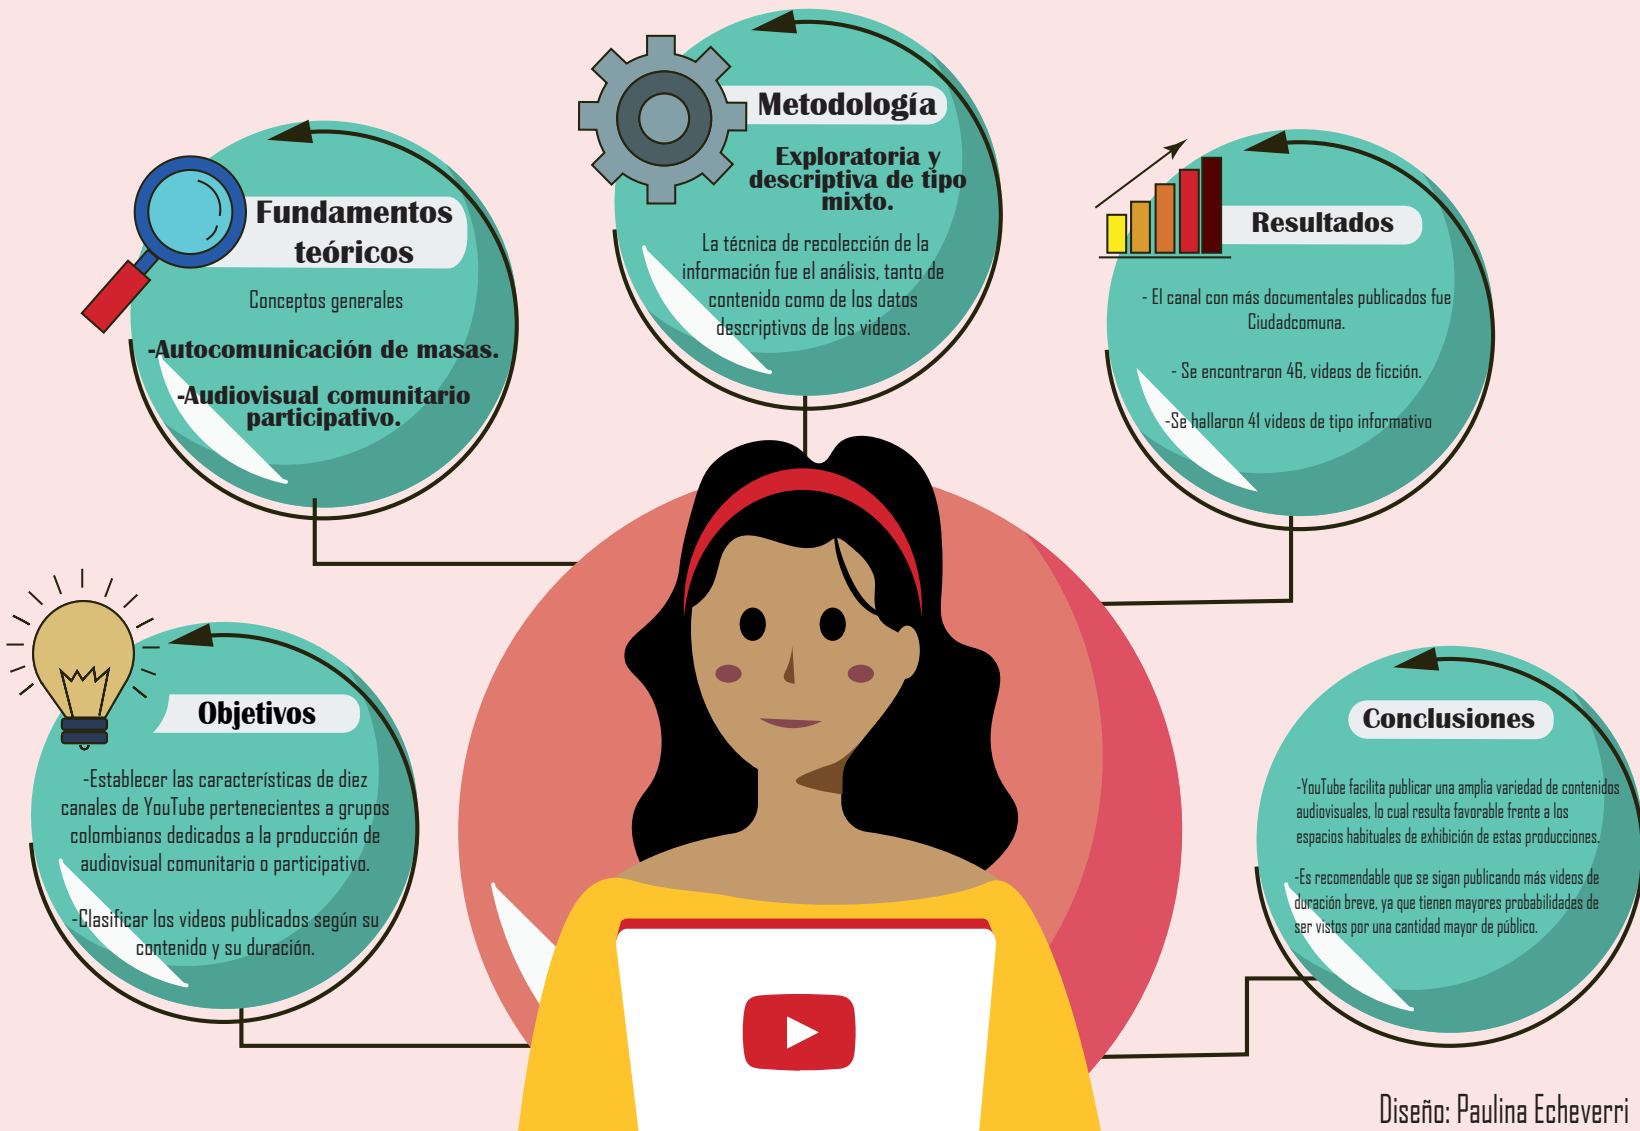 Objetivos
-Establecer las características de diez
canales de YouTube pertenecientes a grupos
colombianos dedicados a la producción de
audiovisual comunitario o participativo.
-Clasificar los videos publicados según su
contenido y su duración.
Fundamentos
teóricos
Conceptos generales
-Autocomunicación de masas.
-Audiovisual comunitario
participativo.
Metodología
Exploratoria y
descriptiva de tipo
mixto.
La técnica de recolección de la
información fue el análisis, tanto de
contenido como de los datos
descriptivos de los videos.
Resultados
- El canal con más documentales publicados fue
Ciudadcomuna.
- Se encontraron 46, videos de ficción.
-Se hallaron 41 videos de tipo informativo
Conclusiones
-YouTube facilita publicar una amplia variedad de contenidos
audiovisuales, lo cual resulta favorable frente a los
espacios habituales de exhibición de estas producciones.
-Es recomendable que se sigan publicando más videos de
duración breve, ya que tienen mayores probabilidades de
ser vistos por una cantidad mayor de público.
Diseño: Paulina Echeverri